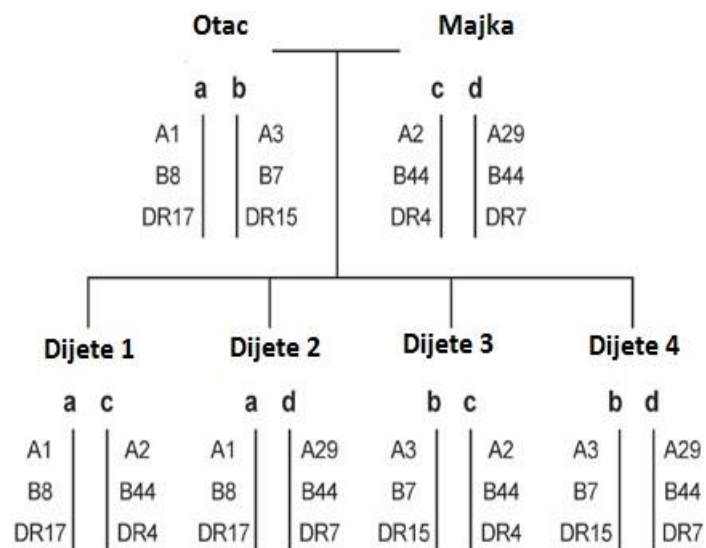 Otac Majka
a b c d
A1 A3 A2 A29
B8 B7 B44 B44
DR17 DR15 DR4 DR7
Dijete 1 Dijete 2 Dijete 3 Dijete 4
a c a d b c b d
A1 A2 A1 A29 A3 A2 A3 A29
B8 B44 B8 B44 B7 B44 B7 B44
DR17 DR4 DR17 DR7 DR15 DR4 DR15 DR7